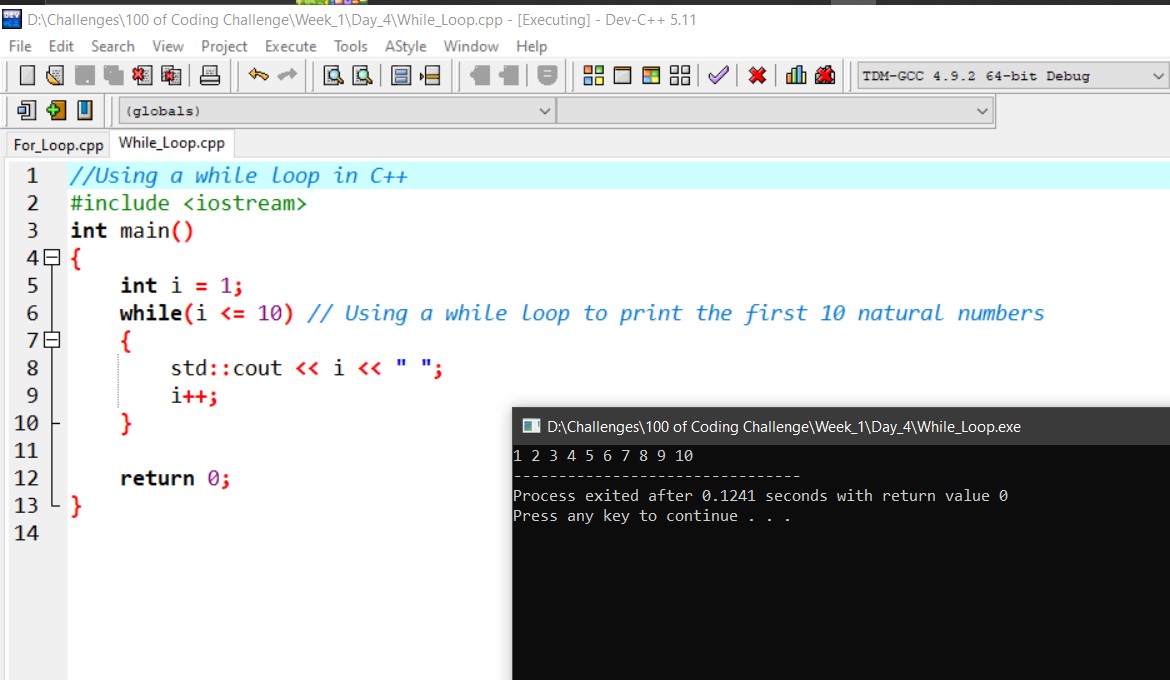 D:\Challenges\100 of Coding Challenge\Week_1\Day_4\While_Loop.cpp - [Executing] - Dev-C++ 5.11
File Edit Search View Project Execute Tools AStyle Window Help
TDM-GCC 4.9.2 64-bit Debug
(globals)
For_Loop.cpp While_Loop.cpp
1 //Using a while loop in C++
2 #include <iostream>
3 int main()
4 {
5 int i = 1;
6 while(i <= 10) // Using a while loop to print the first 10 natural numbers
7 {
8 std::cout << i << " ";
9 i++;
10 }
11
12 return 0;
13 }
14
D:\Challenges\100 of Coding Challenge\Week_1\Day_4\While_Loop.exe
1 2 3 4 5 6 7 8 9 10
--------------------------------
Process exited after 0.1241 seconds with return value 0
Press any key to continue . . .